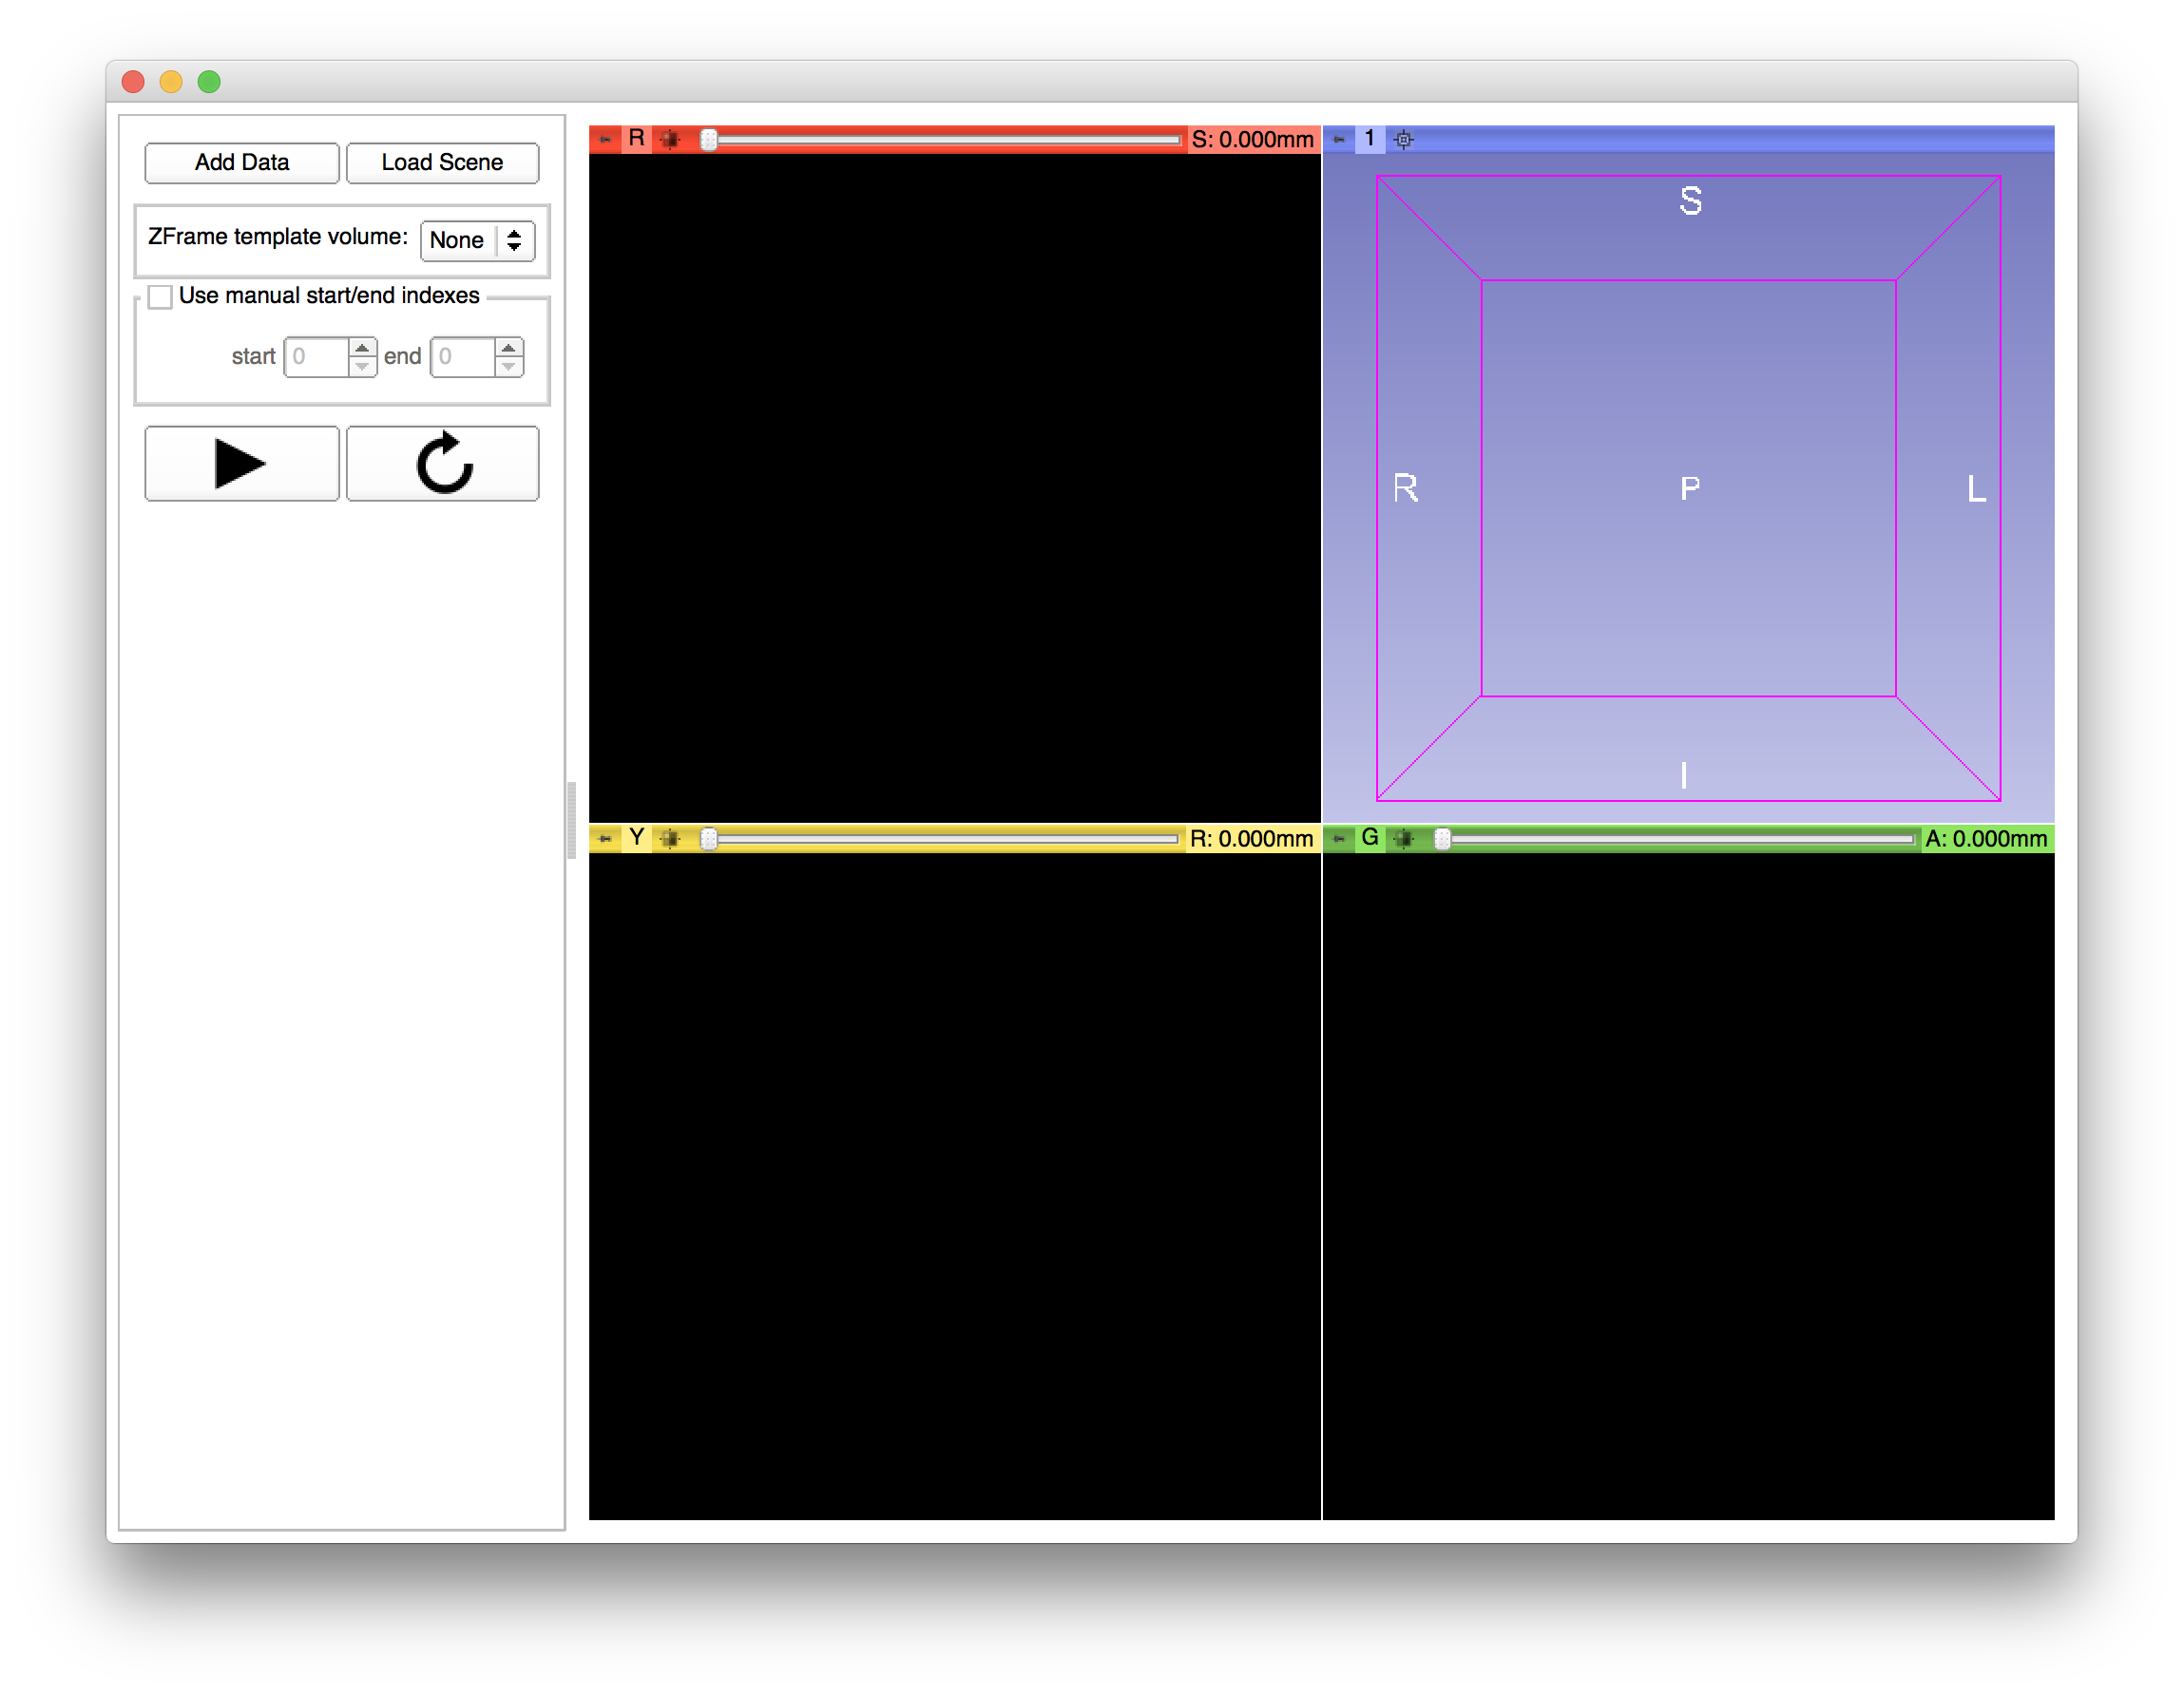 Add Data Load Scene
ZFrame template volume: None
Use manual start/end indexes
start 0 end 0
R S: 0.000mm
1
S
R P L
I
Y R: 0.000mm
G A: 0.000mm